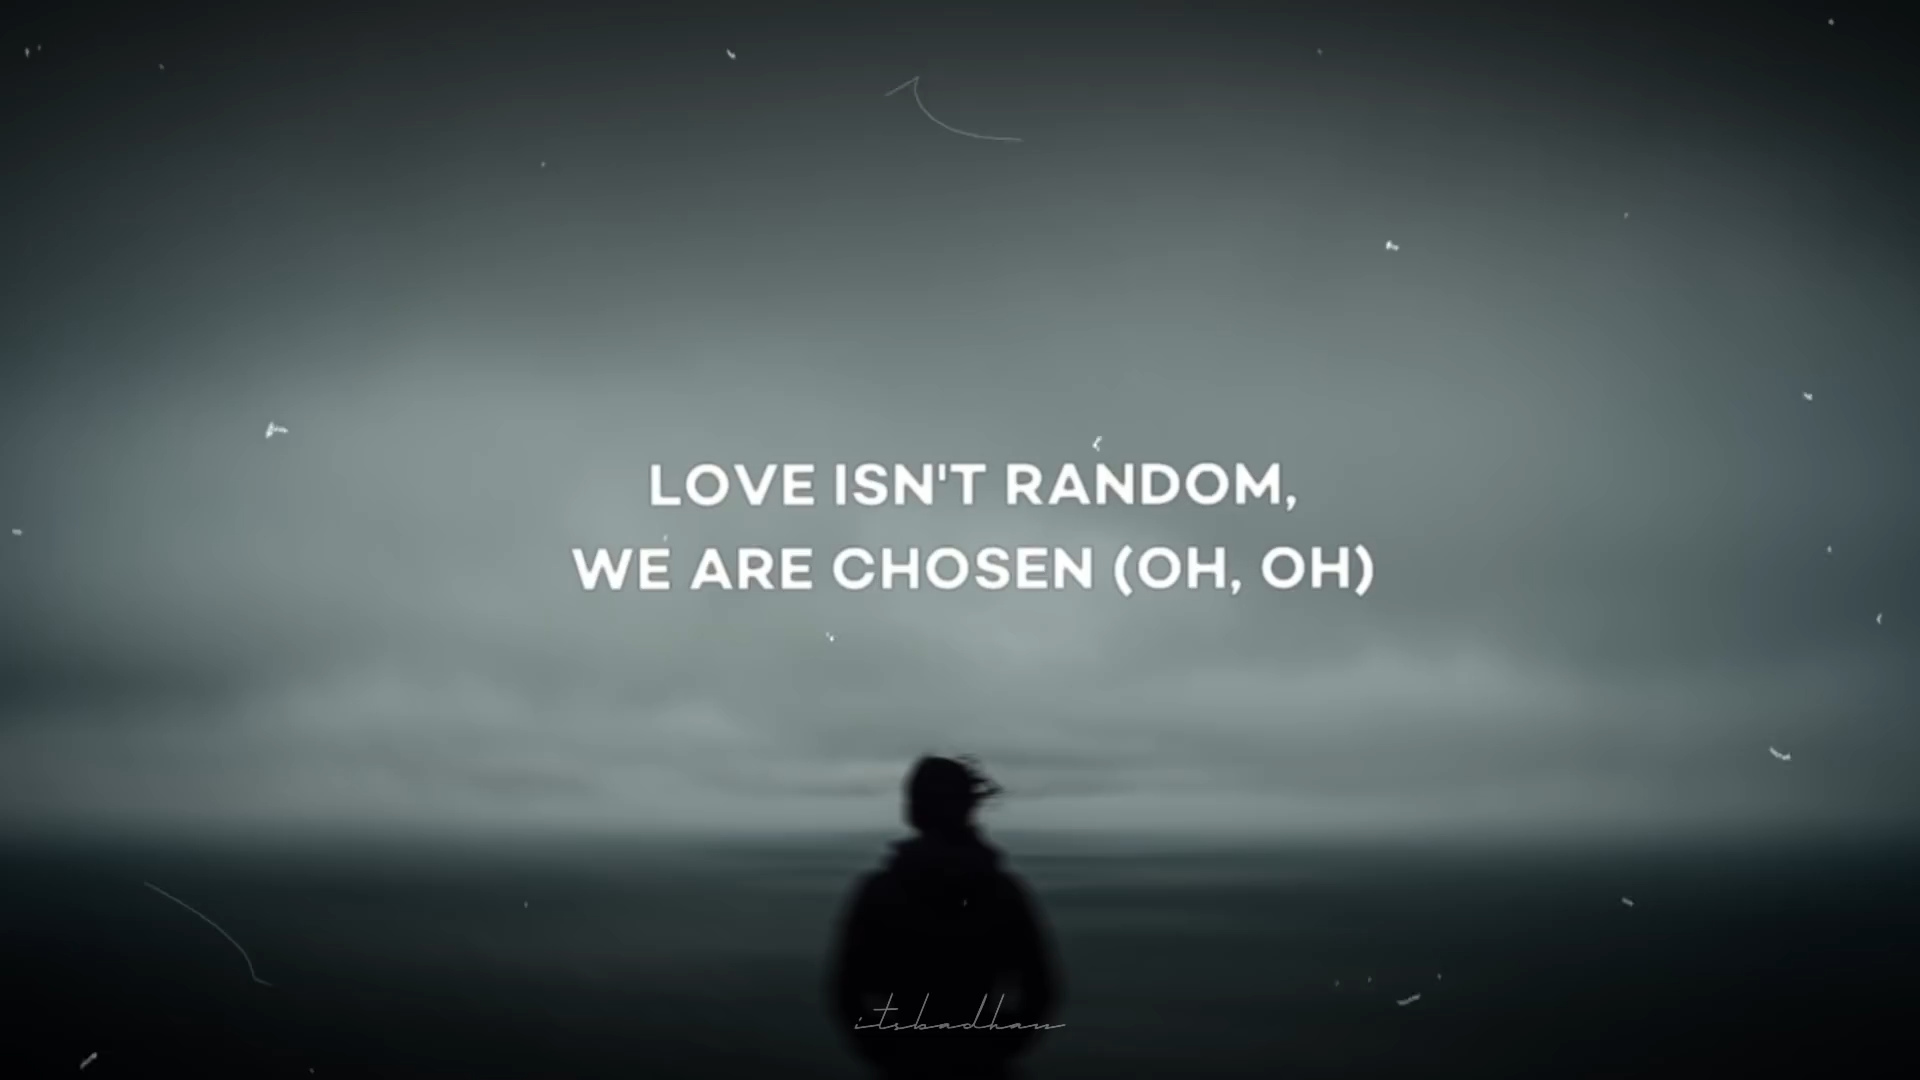 LOVE ISN'T RANDOM,
WE ARE CHOSEN (OH, OH)